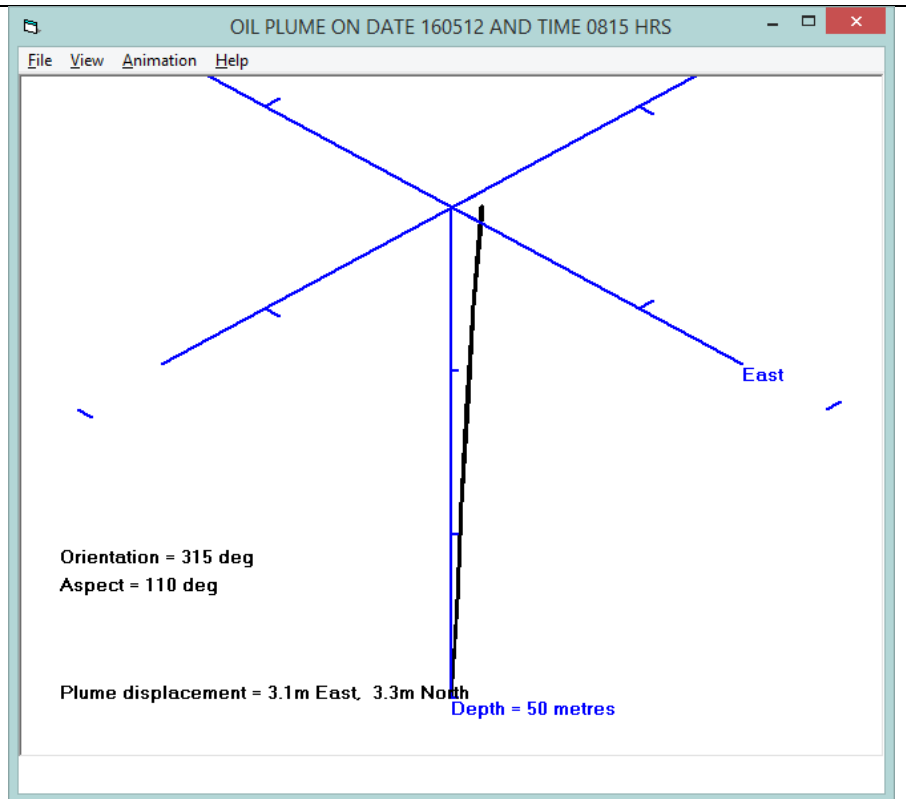 OIL PLUME ON DATE 160512 AND TIME 0815 HRS
File View Animation Help
East
Orientation = 315 deg
Aspect = 110 deg
Plume displacement = 3.1m East, 3.3m North
Depth = 50 metres